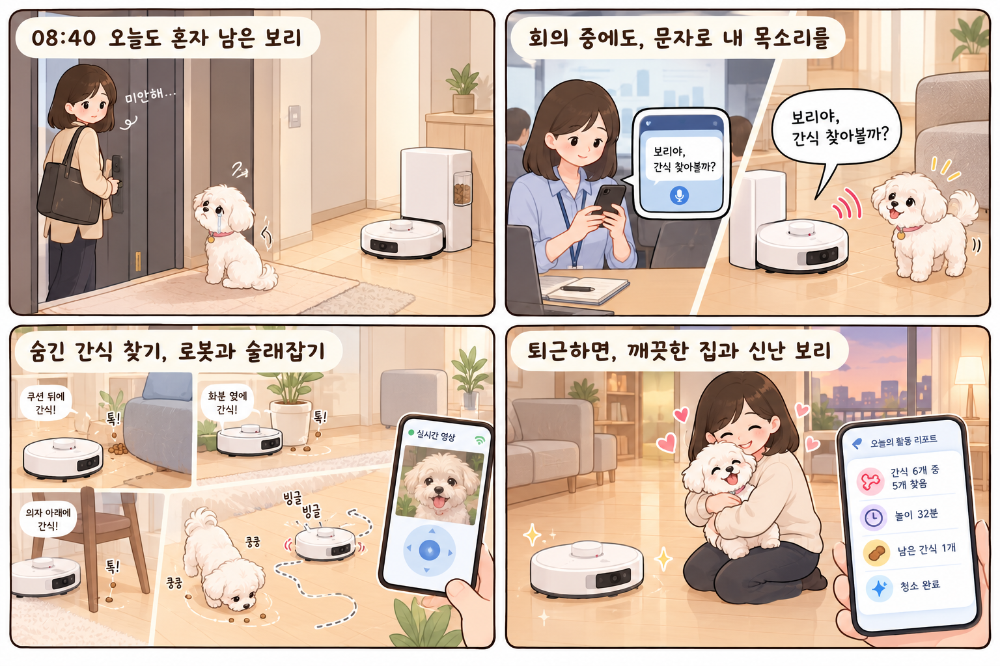 08:40 오늘도 혼자 남은 보리
미안해...
회의 중에도, 문자로 내 목소리를
보리야,
간식 찾아볼까?
보리야,
간식 찾아볼까?
숨긴 간식 찾기, 로봇과 술래잡기
쿠션 뒤에
간식!
톡!
화분 옆에
간식!
톡!
의자 아래에
간식!
톡!
킁킁
킁킁
빙글
빙글
실시간 영상
퇴근하면, 깨끗한 집과 신난 보리
오늘의 활동 리포트
간식 6개 중
5개 찾음
놀이 32분
남은 간식 1개
청소 완료